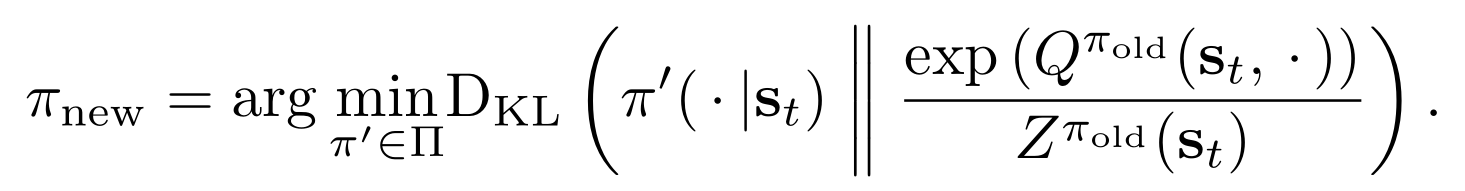 π_new = arg min_{π′∈Π} D_KL ( π′( · |s_t) ‖ exp (Q^{π_old}(s_t, · )) / Z^{π_old}(s_t) ) .